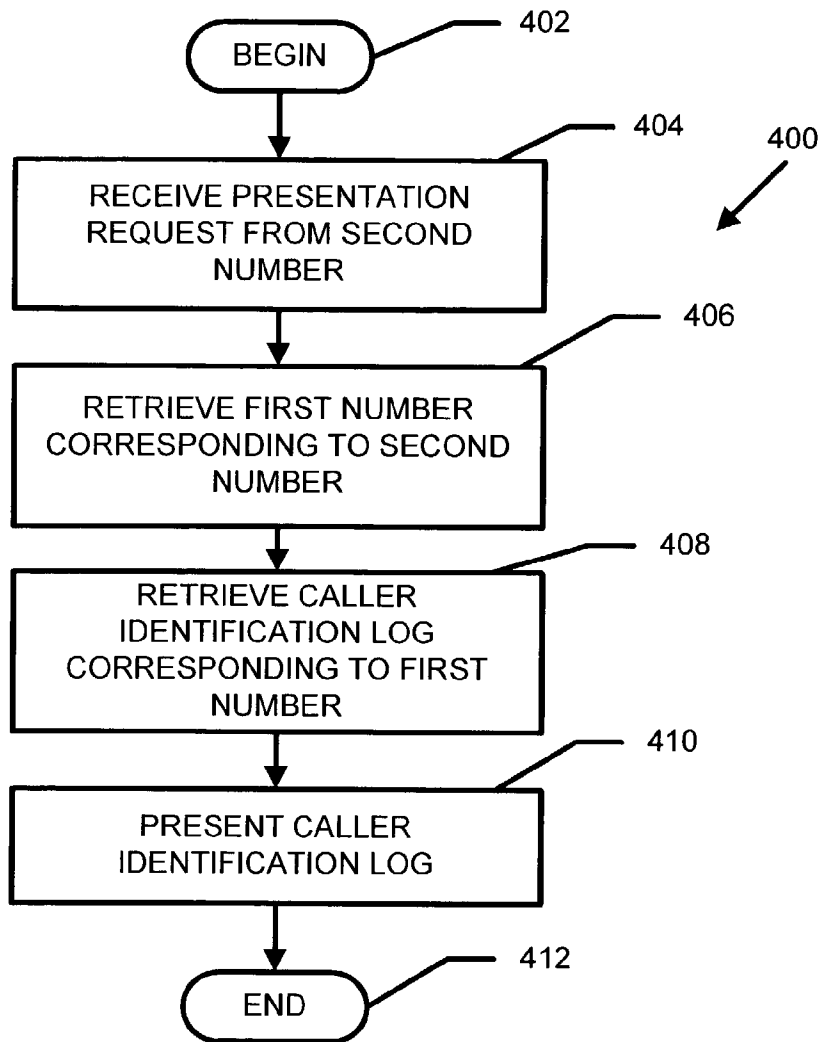 402
BEGIN
404
400
RECEIVE PRESENTATION
REQUEST FROM SECOND
NUMBER
406
RETRIEVE FIRST NUMBER
CORRESPONDING TO SECOND
NUMBER
408
RETRIEVE CALLER
IDENTIFICATION LOG
CORRESPONDING TO FIRST
NUMBER
410
PRESENT CALLER
IDENTIFICATION LOG
412
END